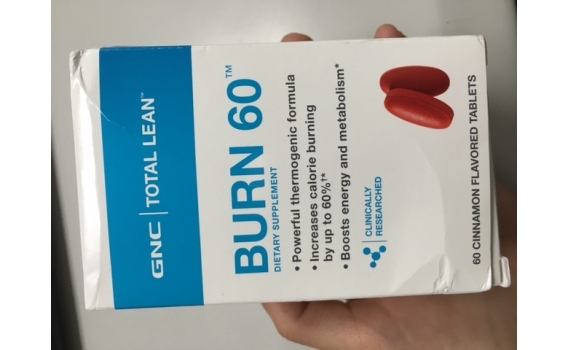 GNC | TOTAL LEAN™
BURN 60™
DIETARY SUPPLEMENT
• Powerful thermogenic formula
• Increases calorie burning
by up to 60%†*
• Boosts energy and metabolism*
CLINICALLY
RESEARCHED
60 CINNAMON FLAVORED TABLETS